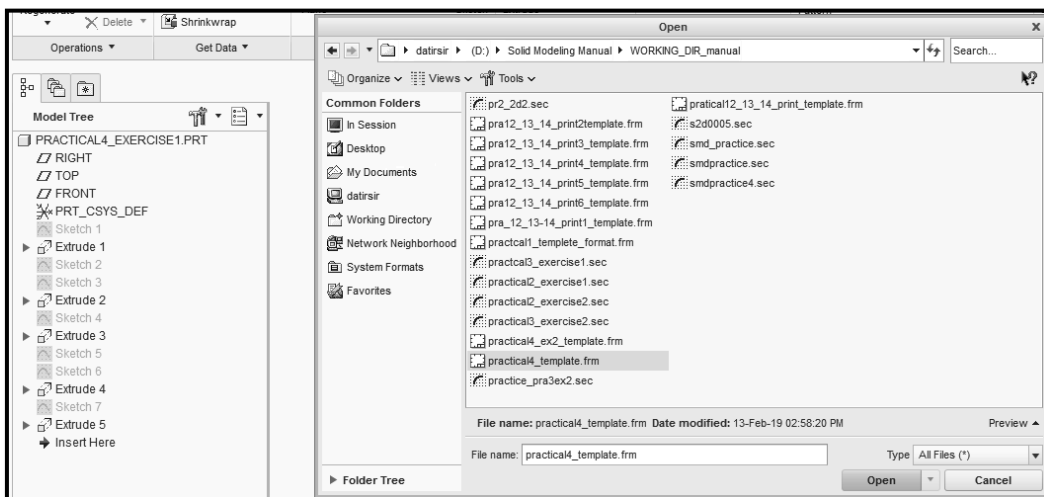 Delete
Shrinkwrap
Operations
Get Data
Model Tree
PRACTICAL4_EXERCISE1.PRT
RIGHT
TOP
FRONT
PRT_CSYS_DEF
Sketch 1
Extrude 1
Sketch 2
Sketch 3
Extrude 2
Sketch 4
Extrude 3
Sketch 5
Sketch 6
Extrude 4
Sketch 7
Extrude 5
Insert Here
Open
X
datirsir (D:) Solid Modeling Manual WORKING_DIR_manual
Search...
Organize Views Tools
Common Folders
In Session
Desktop
My Documents
datirsir
Working Directory
Network Neighborhood
System Formats
Favorites
Folder Tree
pr2_2d2.sec
pra12_13_14_print2template.frm
pra12_13_14_print3_template.frm
pra12_13_14_print4_template.frm
pra12_13_14_print5_template.frm
pra12_13_14_print6_template.frm
pra_12_13-14_print1_template.frm
practcal1_templete_format.frm
practcal3_exercise1.sec
practical2_exercise1.sec
practical2_exercise2.sec
practical3_exercise2.sec
practical4_ex2_template.frm
practical4_template.frm
practice_pra3ex2.sec
pratical12_13_14_print_template.frm
s2d0005.sec
smd_practice.sec
smdpractice.sec
smdpractice4.sec
File name: practical4_template.frm Date modified: 13-Feb-19 02:58:20 PM
Preview
File name: practical4_template.frm
Type All Files (*)
Open
Cancel